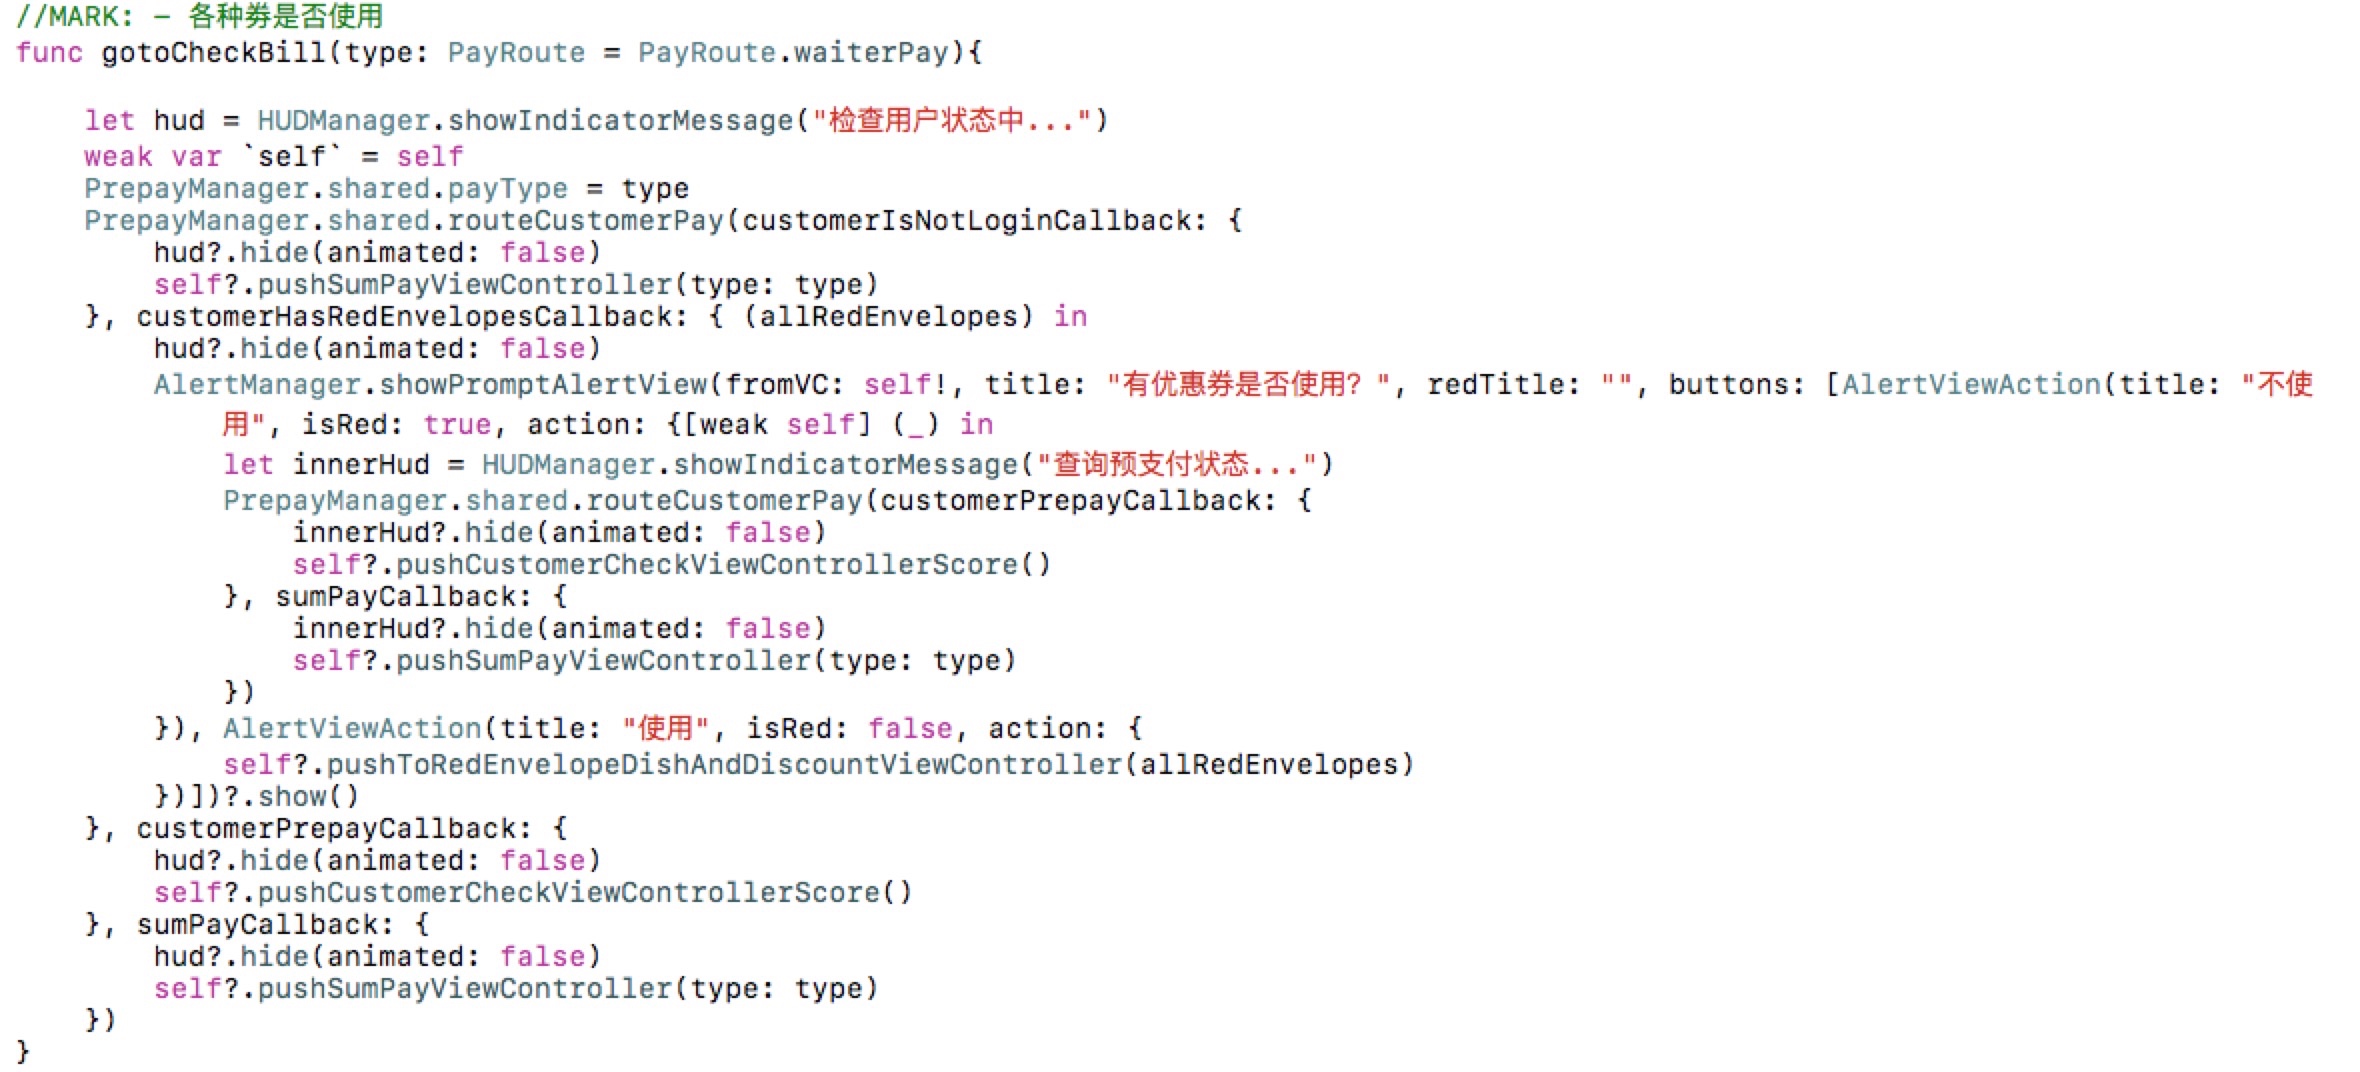 //MARK: – 各种券是否使用
func gotoCheckBill(type: PayRoute = PayRoute.waiterPay){
let hud = HUDManager.showIndicatorMessage("检查用户状态中...")
weak var `self` = self
PrepayManager.shared.payType = type
PrepayManager.shared.routeCustomerPay(customerIsNotLoginCallback: {
hud?.hide(animated: false)
self?.pushSumPayViewController(type: type)
}, customerHasRedEnvelopesCallback: { (allRedEnvelopes) in
hud?.hide(animated: false)
AlertManager.showPromptAlertView(fromVC: self!, title: "有优惠券是否使用？", redTitle: "", buttons: [AlertViewAction(title: "不使
用", isRed: true, action: {[weak self] (_) in
let innerHud = HUDManager.showIndicatorMessage("查询预支付状态...")
PrepayManager.shared.routeCustomerPay(customerPrepayCallback: {
innerHud?.hide(animated: false)
self?.pushCustomerCheckViewControllerScore()
}, sumPayCallback: {
innerHud?.hide(animated: false)
self?.pushSumPayViewController(type: type)
})
}), AlertViewAction(title: "使用", isRed: false, action: {
self?.pushToRedEnvelopeDishAndDiscountViewController(allRedEnvelopes)
})])?.show()
}, customerPrepayCallback: {
hud?.hide(animated: false)
self?.pushCustomerCheckViewControllerScore()
}, sumPayCallback: {
hud?.hide(animated: false)
self?.pushSumPayViewController(type: type)
})
}